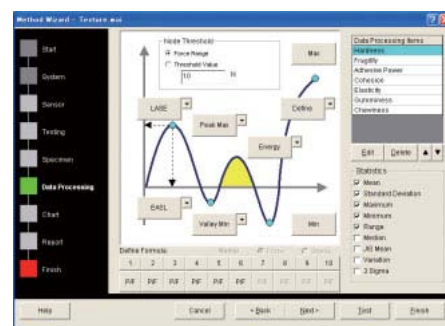 Method Wizard - Texture.msi
Start
System
Sensor
Testing
Specimen
Data Processing
Chart
Report
Finish
Node Threshold
Force Range
Threshold Value
10 N
Max
LASE
Peak Max
Define
Energy
EAEL
Valley Min
Min
Define Formula:
1 2 3 4 5 6 7 8 9 10
P/F P/F P/F P/F P/F P/F P/F P/F P/F P/F
Data Processing Items
Hardness
Fragility
Adhesive Power
Cohesion
Elasticity
Gumminess
Chewiness
Edit Delete
Statistics
Mean
Standard Deviation
Maximum
Minimum
Range
Median
JIS Mean
Variation
3 Sigma
Help Cancel < Back Next > Test Finish